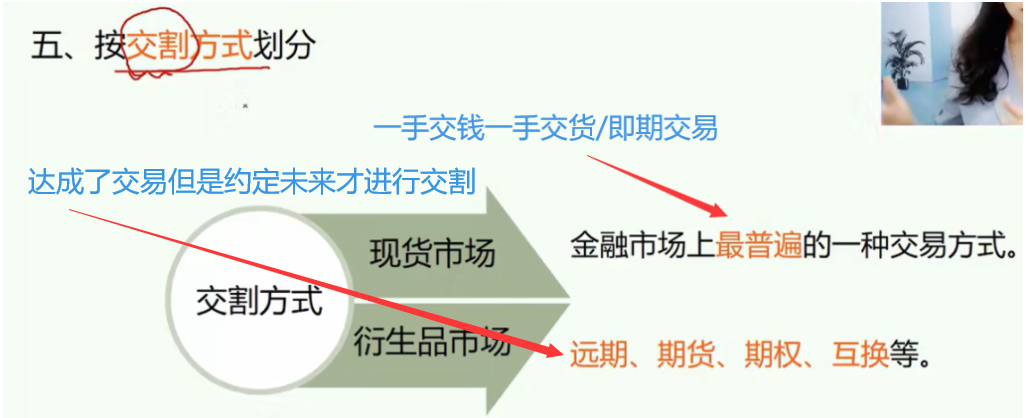 五、按交割方式划分
一手交钱一手交货/即期交易
达成了交易但是约定未来才进行交割
现货市场
金融市场上最普遍的一种交易方式。
交割方式
衍生品市场
远期、期货、期权、互换等。